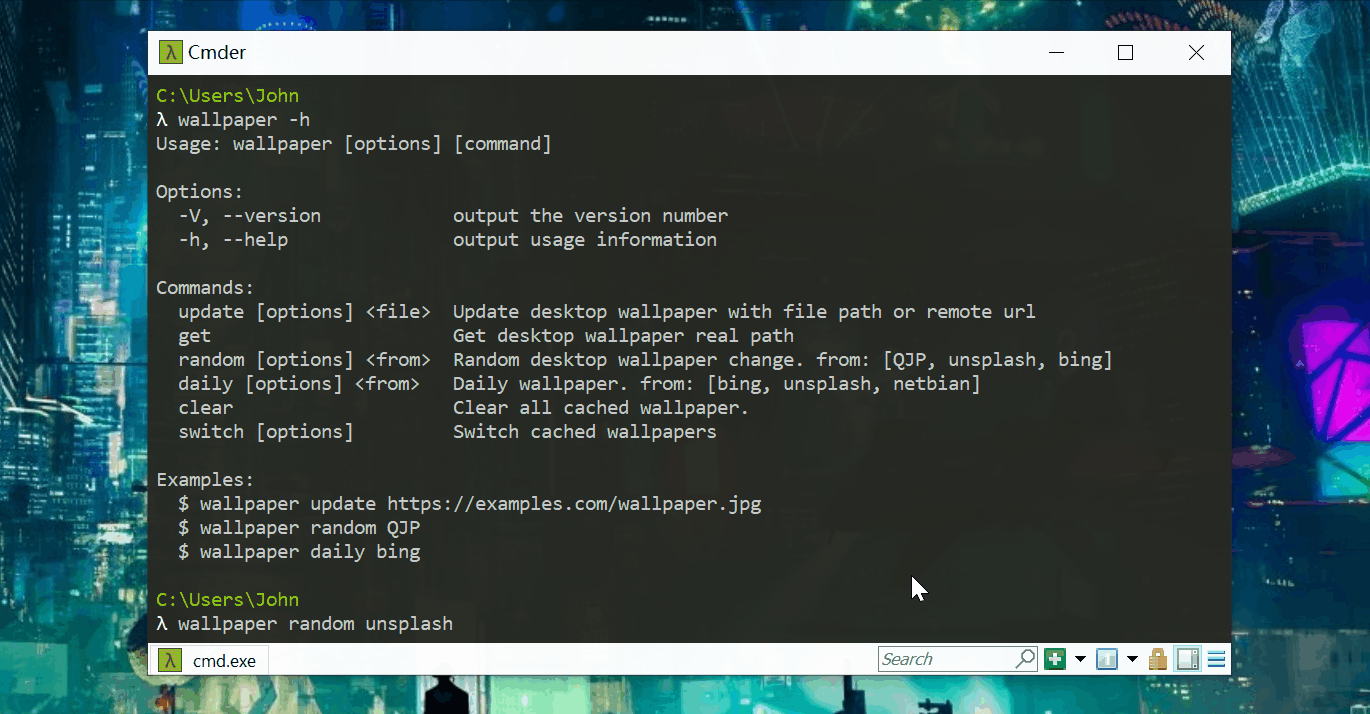 λ Cmder
C:\Users\John
λ wallpaper -h
Usage: wallpaper [options] [command]
Options:
-V, --version output the version number
-h, --help output usage information
Commands:
update [options] <file> Update desktop wallpaper with file path or remote url
get Get desktop wallpaper real path
random [options] <from> Random desktop wallpaper change. from: [QJP, unsplash, bing]
daily [options] <from> Daily wallpaper. from: [bing, unsplash, netbian]
clear Clear all cached wallpaper.
switch [options] Switch cached wallpapers
Examples:
$ wallpaper update https://examples.com/wallpaper.jpg
$ wallpaper random QJP
$ wallpaper daily bing
C:\Users\John
λ wallpaper random unsplash
λ cmd.exe Search